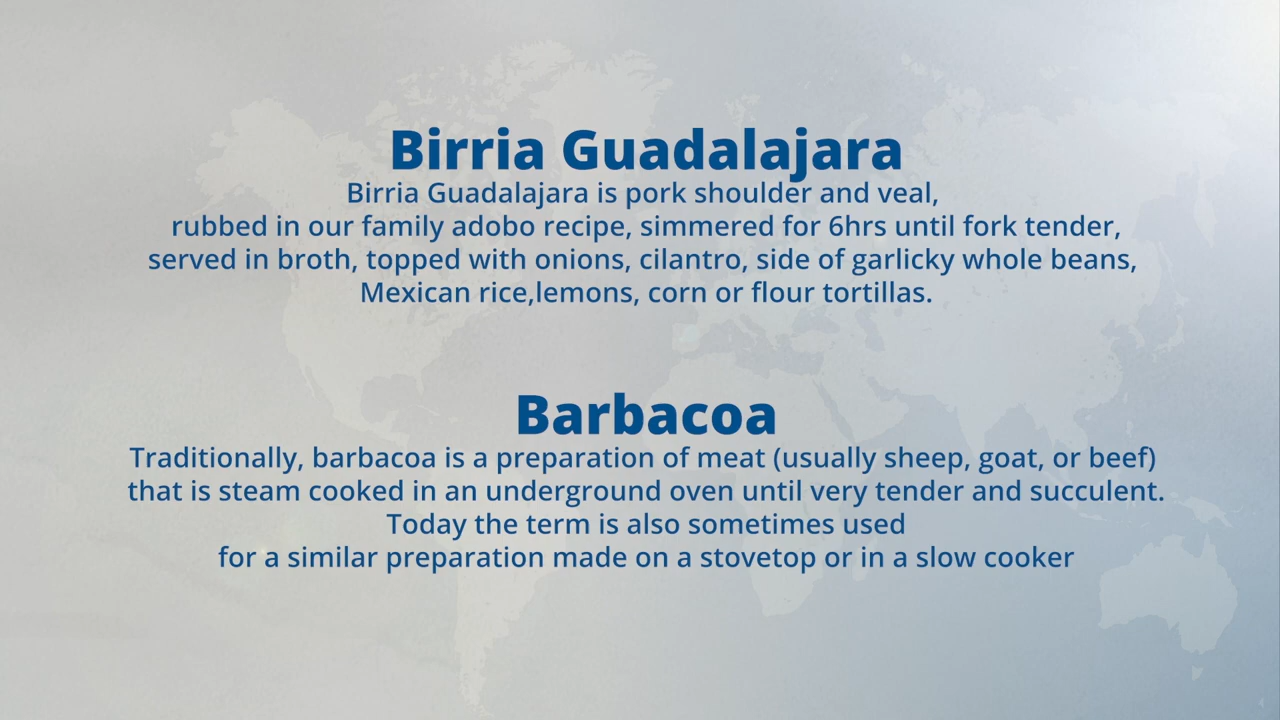 Birria Guadalajara
Birria Guadalajara is pork shoulder and veal,
rubbed in our family adobo recipe, simmered for 6hrs until fork tender,
served in broth, topped with onions, cilantro, side of garlicky whole beans,
Mexican rice,lemons, corn or flour tortillas.
Barbacoa
Traditionally, barbacoa is a preparation of meat (usually sheep, goat, or beef)
that is steam cooked in an underground oven until very tender and succulent.
Today the term is also sometimes used
for a similar preparation made on a stovetop or in a slow cooker